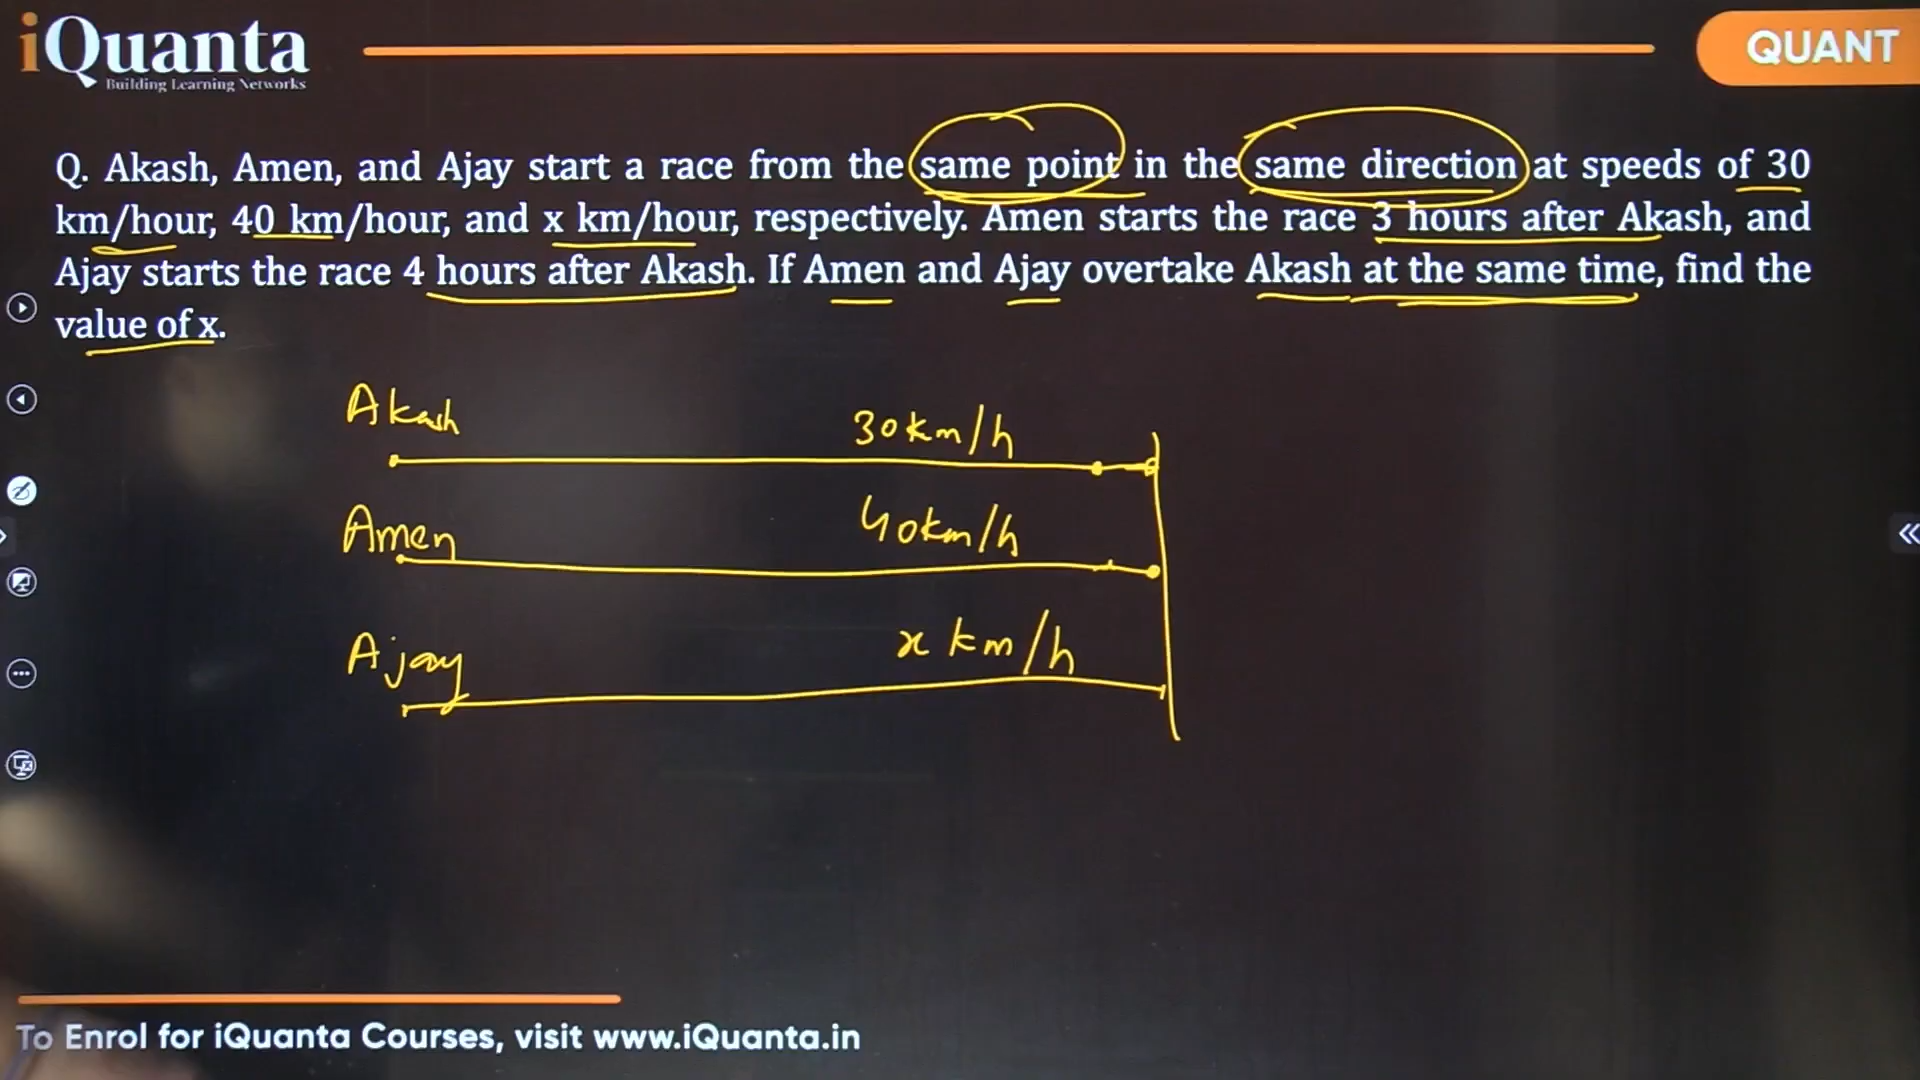 iQuanta
Building Learning Networks
QUANT
Q. Akash, Amen, and Ajay start a race from the same point in the same direction at speeds of 30
km/hour, 40 km/hour, and x km/hour, respectively. Amen starts the race 3 hours after Akash, and
Ajay starts the race 4 hours after Akash. If Amen and Ajay overtake Akash at the same time, find the
value of x.
Akash 30km/h
Amen 40km/h
Ajay x km/h
To Enrol for iQuanta Courses, visit www.iQuanta.in